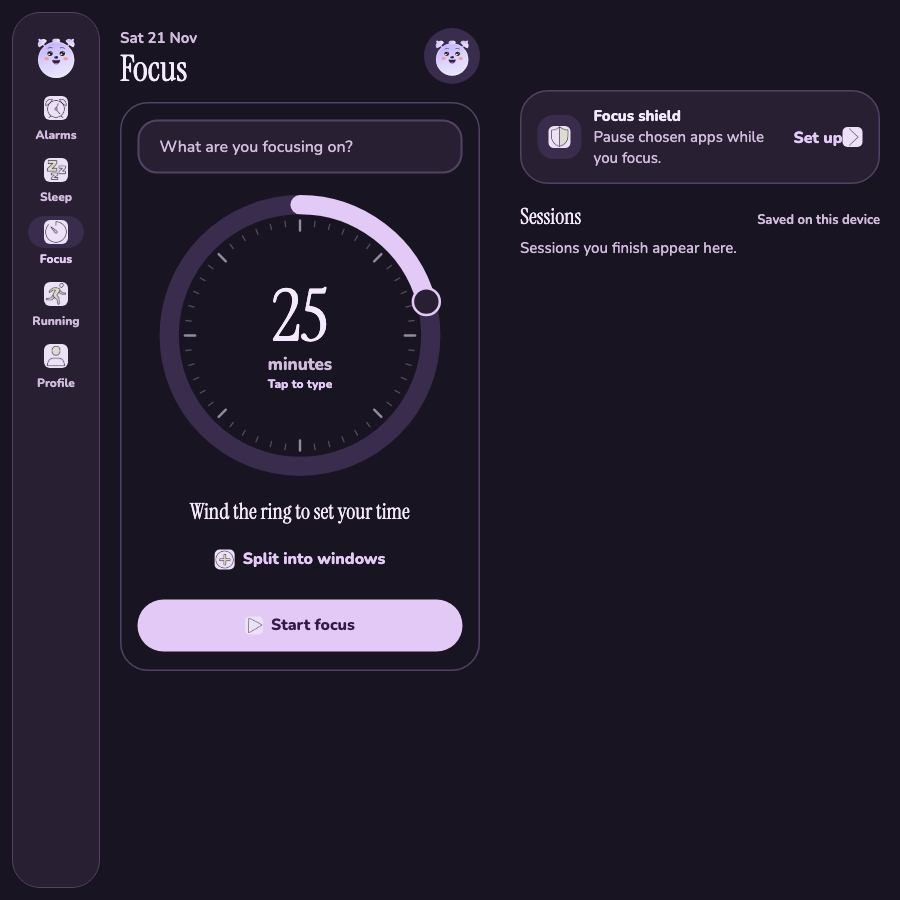 Alarms
Sleep
Focus
Running
Profile
Sat 21 Nov
Focus
What are you focusing on?
25
minutes
Tap to type
Wind the ring to set your time
Split into windows
Start focus
Focus shield
Pause chosen apps while
you focus.
Set up
Sessions
Saved on this device
Sessions you finish appear here.